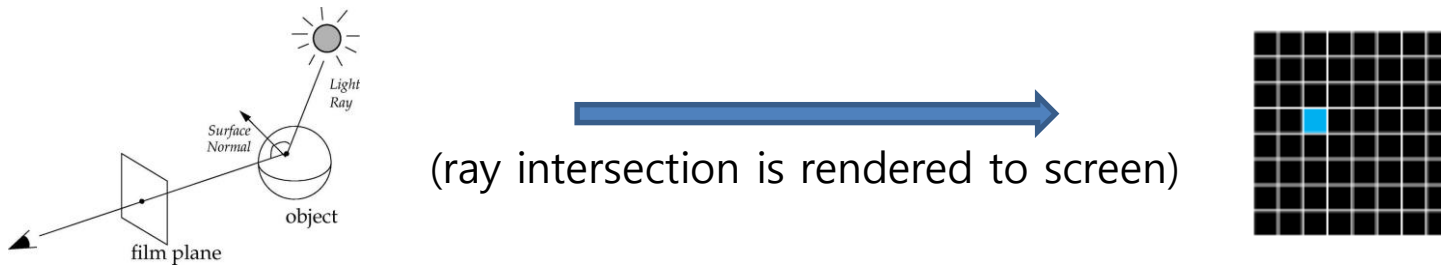 Light
Ray
Surface
Normal
object
film plane
(ray intersection is rendered to screen)